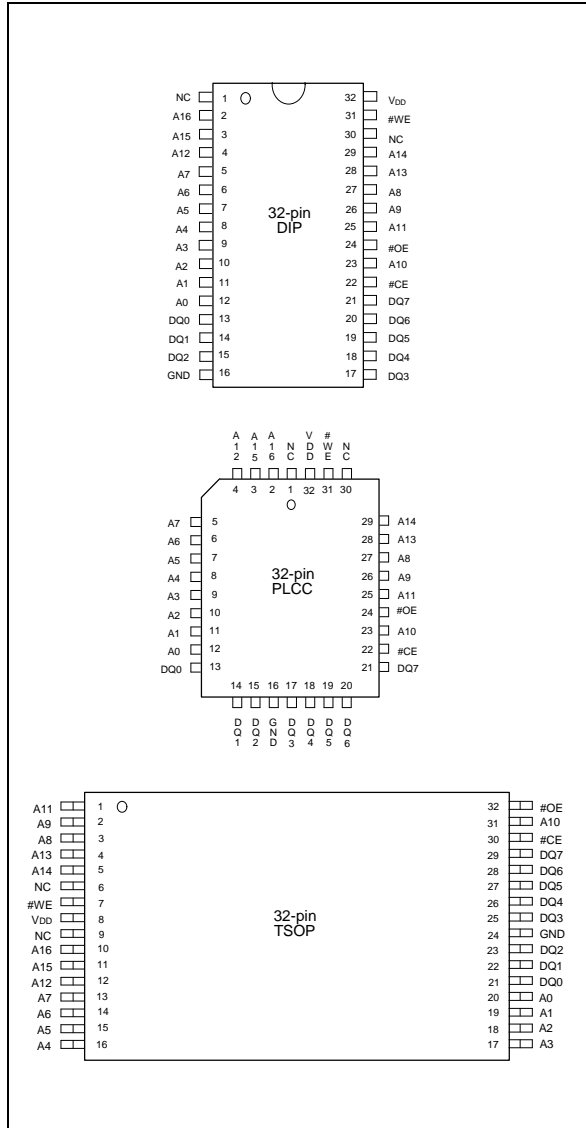 NC 1 32 VDD
A16 2 31 #WE
A15 3 30 NC
A12 4 29 A14
A7 5 28 A13
A6 6 27 A8
A5 7 26 A9
A4 8 25 A11
A3 9 24 #OE
A2 10 23 A10
A1 11 22 #CE
A0 12 21 DQ7
DQ0 13 20 DQ6
DQ1 14 19 DQ5
DQ2 15 18 DQ4
GND 16 17 DQ3
32-pin
DIP
A12 A15 A16 NC VDD #WE NC
4 3 2 1 32 31 30
A7 5 29 A14
A6 6 28 A13
A5 7 27 A8
A4 8 26 A9
A3 9 25 A11
A2 10 24 #OE
A1 11 23 A10
A0 12 22 #CE
DQ0 13 21 DQ7
32-pin
PLCC
14 15 16 17 18 19 20
DQ1 DQ2 GND DQ3 DQ4 DQ5 DQ6
A11 1 32 #OE
A9 2 31 A10
A8 3 30 #CE
A13 4 29 DQ7
A14 5 28 DQ6
NC 6 27 DQ5
#WE 7 26 DQ4
VDD 8 25 DQ3
NC 9 24 GND
A16 10 23 DQ2
A15 11 22 DQ1
A12 12 21 DQ0
A7 13 20 A0
A6 14 19 A1
A5 15 18 A2
A4 16 17 A3
32-pin
TSOP